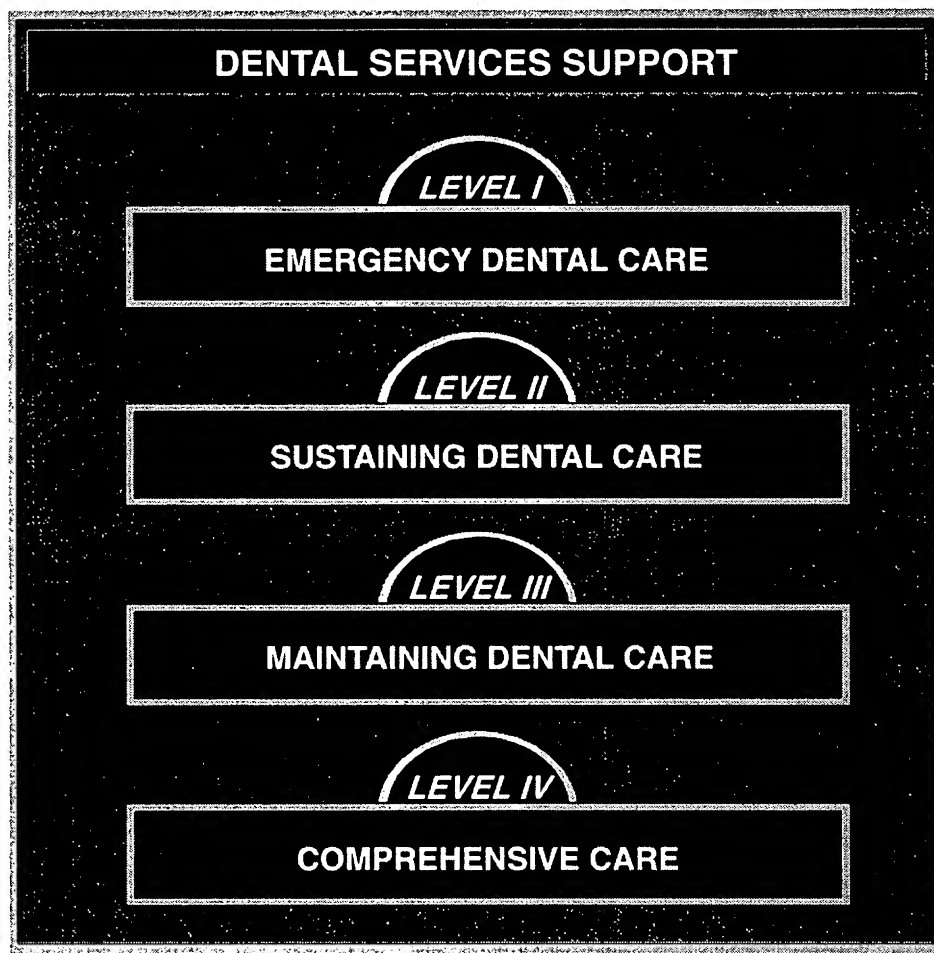 DENTAL SERVICES SUPPORT
LEVEL I
EMERGENCY DENTAL CARE
LEVEL II
SUSTAINING DENTAL CARE
LEVEL III
MAINTAINING DENTAL CARE
LEVEL IV
COMPREHENSIVE CARE